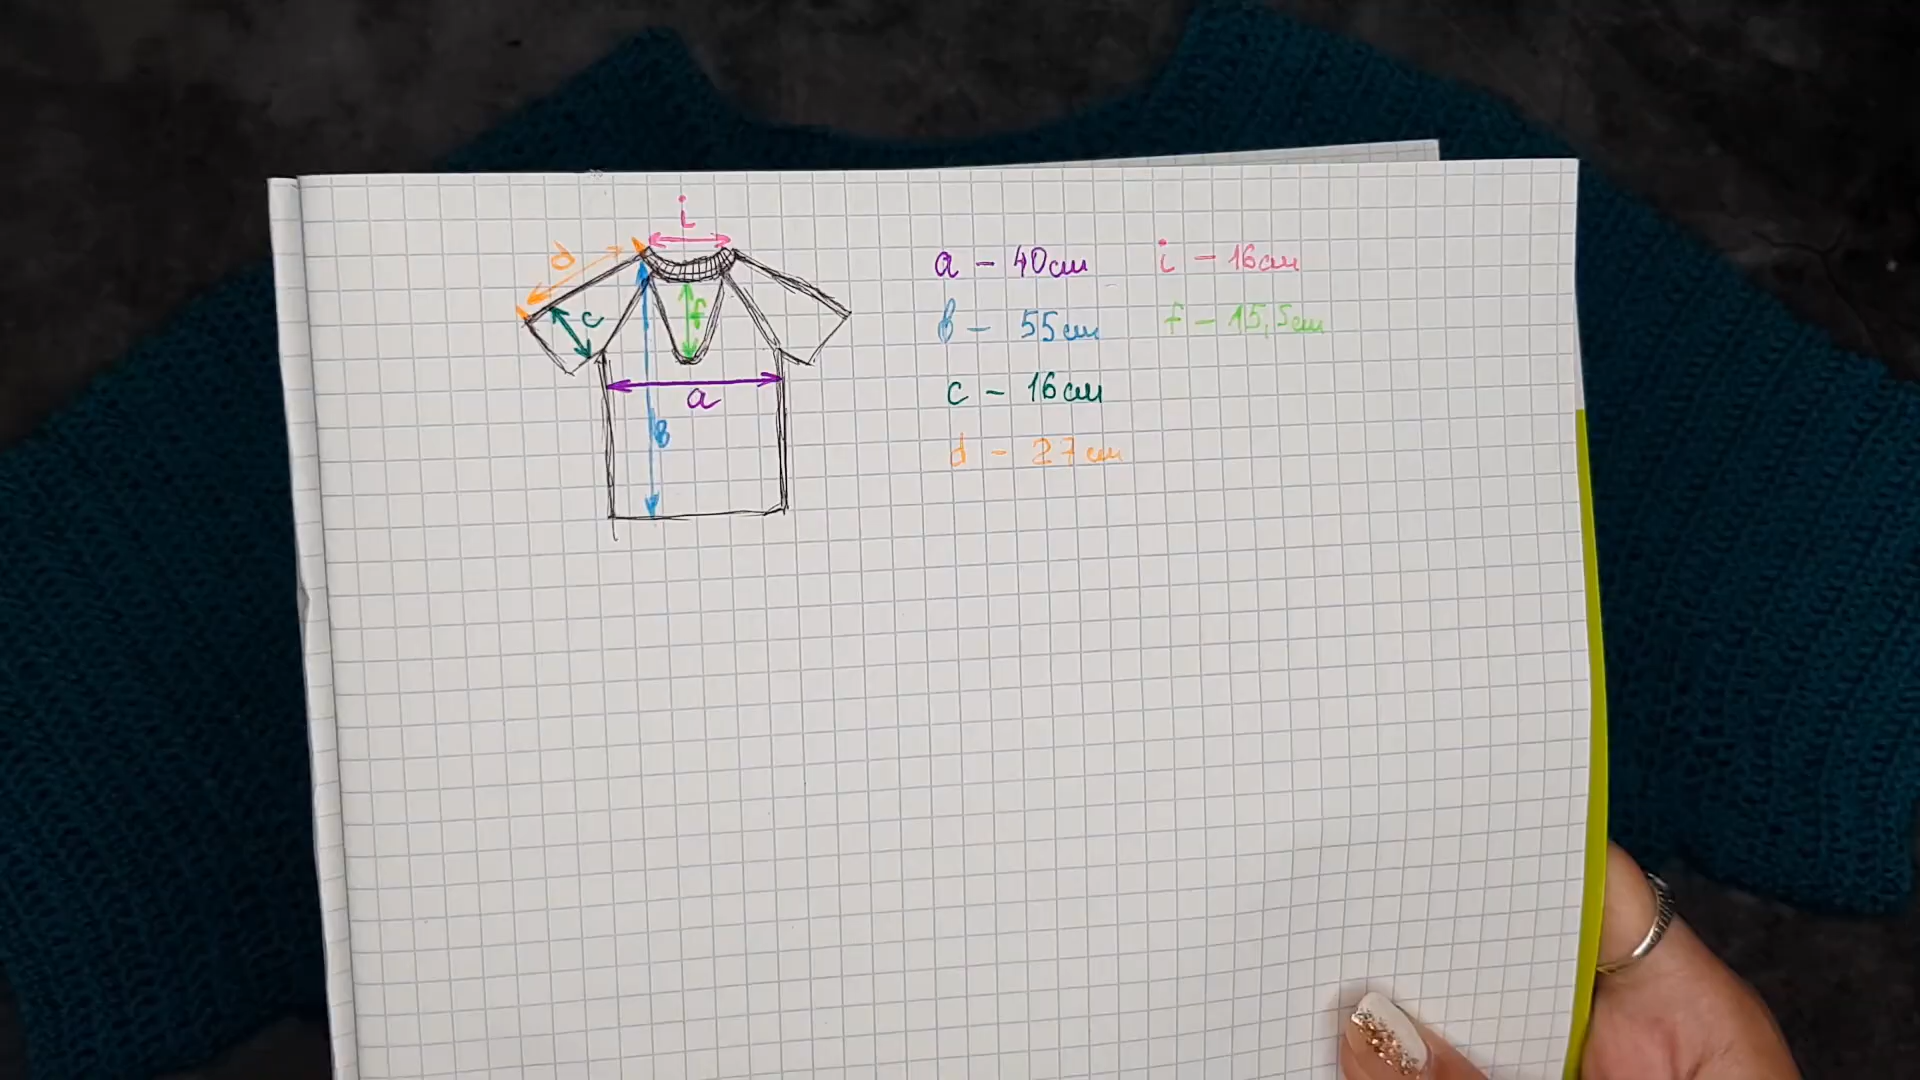 i
d
c
f
a
в
a - 40см
в - 55см
c - 16см
d - 27см
i - 16см
f - 15,5см